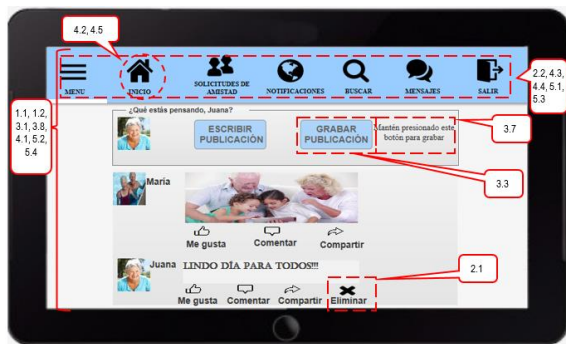 4.2, 4.5
MENU
INICIO
SOLICITUDES DE
AMISTAD
NOTIFICACIONES
BUSCAR
MENSAJES
SALIR
2.2, 4.3,
4.4, 5.1,
5.3
1.1, 1.2,
3.1, 3.8,
4.1, 5.2,
5.4
¿Qué estás pensando, Juana?
ESCRIBIR
PUBLICACIÓN
GRABAR
PUBLICACIÓN
Mantén presionado este
botón para grabar
3.7
3.3
María
Me gusta Comentar Compartir
Juana LINDO DÍA PARA TODOS!!!
2.1
Me gusta Comentar Compartir Eliminar